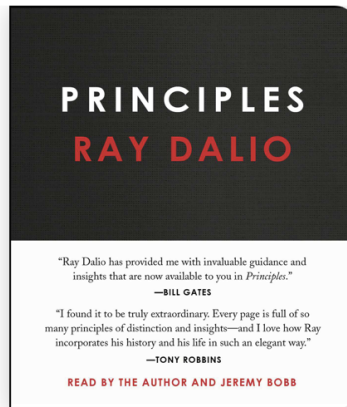 PRINCIPLES
RAY DALIO
“Ray Dalio has provided me with invaluable guidance and
insights that are now available to you in Principles.”
—BILL GATES
“I found it to be truly extraordinary. Every page is full of so
many principles of distinction and insights—and I love how Ray
incorporates his history and his life in such an elegant way.”
—TONY ROBBINS
READ BY THE AUTHOR AND JEREMY BOBB